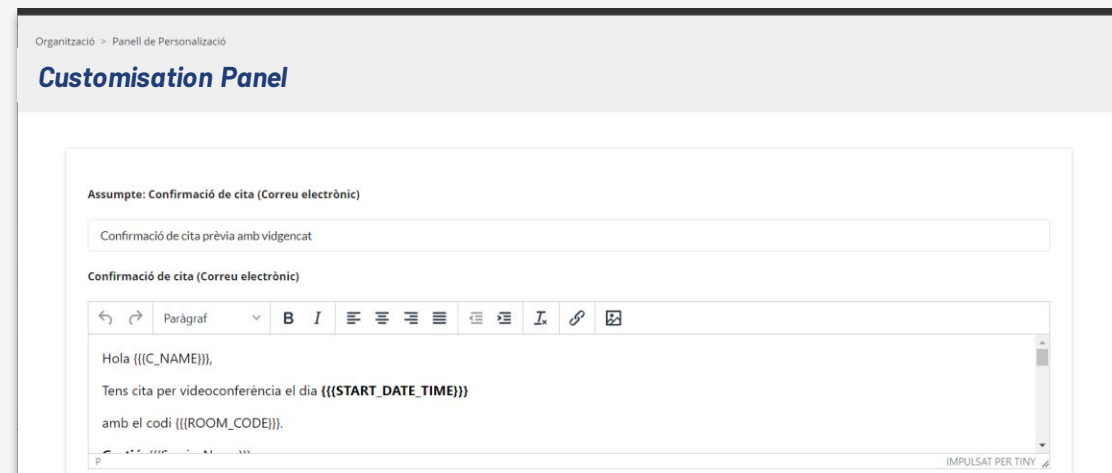 Organització > Panell de Personalizació
Customisation Panel
Assumpte: Confirmació de cita (Correu electrònic)
Confirmació de cita prèvia amb vidgencat
Confirmació de cita (Correu electrònic)
Paràgraf B I
Hola {{{C_NAME}}},
Tens cita per videoconferència el dia {{{START_DATE_TIME}}}
amb el codi {{{ROOM_CODE}}}.
P IMPULSAT PER TINY